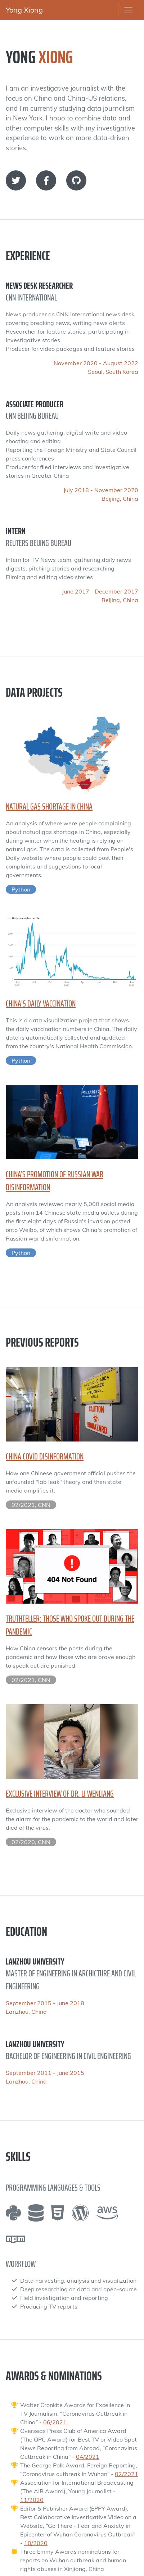 Yong Xiong
YONG XIONG
I am an investigative journalist with the
focus on China and China-US relations,
and I'm currently studying data journalism
in New York. I hope to combine data and
other computer skills with my investigative
experience to work on more data-driven
stories.
EXPERIENCE
NEWS DESK RESEARCHER
CNN INTERNATIONAL
News producer on CNN International news desk,
covering breaking news, writing news alerts
Researcher for feature stories, participating in
investigative stories
Producer for video packages and feature stories
November 2020 - August 2022
Seoul, South Korea
ASSOCIATE PRODUCER
CNN BEIJING BUREAU
Daily news gathering, digital write and video
shooting and editing
Reporting the Foreign Ministry and State Council
press conferences
Producer for filed interviews and investigative
stories in Greater China
July 2018 - November 2020
Beijing, China
INTERN
REUTERS BEIJING BUREAU
Intern for TV News team, gathering daily news
digests, pitching stories and researching
Filming and editing video stories
June 2017 - December 2017
Beijing, China
DATA PROJECTS
NATURAL GAS SHORTAGE IN CHINA
An analysis of where were people complaining
about natual gas shortage in China, especially
during winter when the heating is relying on
natural gas. The data is collected from People's
Daily website where people could post their
complaints and sugestions to local
governments.
Python
CHINA'S DAILY VACCINATION
This is a data visualization project that shows
the daily vaccination numbers in China. The daily
data is automatically collected and updated
from the country's National Health Commission.
Python
CHINA'S PROMOTION OF RUSSIAN WAR
DISINFORMATION
An analysis reviewed nearly 5,000 social media
posts from 14 Chinese state media outlets during
the first eight days of Russia's invasion posted
onto Weibo, of which shows China's promotion of
Russian war disinformation.
Python
PREVIOUS REPORTS
CHINA COVID DISINFORMATION
How one Chinese government official pushes the
unfounded "lab leak" theory and then state
media amplifies it.
02/2021, CNN
404 Not Found
TRUTHTELLER: THOSE WHO SPOKE OUT DURING THE
PANDEMIC
How China censors the posts during the
pandemic and how those who are brave enough
to speak out are punished.
02/2021, CNN
EXCLUSIVE INTERVIEW OF DR. LI WENLIANG
Exclusive interview of the doctor who sounded
the alarm for the pandemic to the world and later
died of the virus,
02/2020, CNN
EDUCATION
LANZHOU UNIVERSITY
MASTER OF ENGINEERING IN ARCHICTURE AND CIVIL
ENGINEERING
September 2015 - June 2018
Lanzhou, China
LANZHOU UNIVERSITY
BACHELOR OF ENGINEERING IN CIVIL ENGINEERING
September 2011 - June 2015
Lanzhou, China
SKILLS
PROGRAMMING LANGUAGES & TOOLS
aws
npm
WORKFLOW
Data harvesting, analysis and visualization
Deep researching on data and open-source
Field investigation and reporting
Producing TV reports
AWARDS & NOMINATIONS
Walter Cronkite Awards for Excellence in
TV Journalism, "Coronavirus Outbreak in
China" - 06/2021
Overseas Press Club of America Award
(The OPC Award) for Best TV or Video Spot
News Reporting from Abroad, "Coronavirus
Outbreak in China" - 04/2021
The George Polk Award, Foreign Reporting,
"Coronavirus outbreak in Wuhan" - 02/2021
Association for International Broadcasting
(The AIB Award), Young journalist -
11/2020
Editor & Publisher Award (EPPY Award),
Best Collaborative Investigative Video on a
Website, "Go There - Fear and Anxiety in
Epicenter of Wuhan Coronavirus Outbreak"
- 10/2020
Three Emmy Awards nominations for
reports on Wuhan outbreak and human
rights abuses in Xinjiang, China